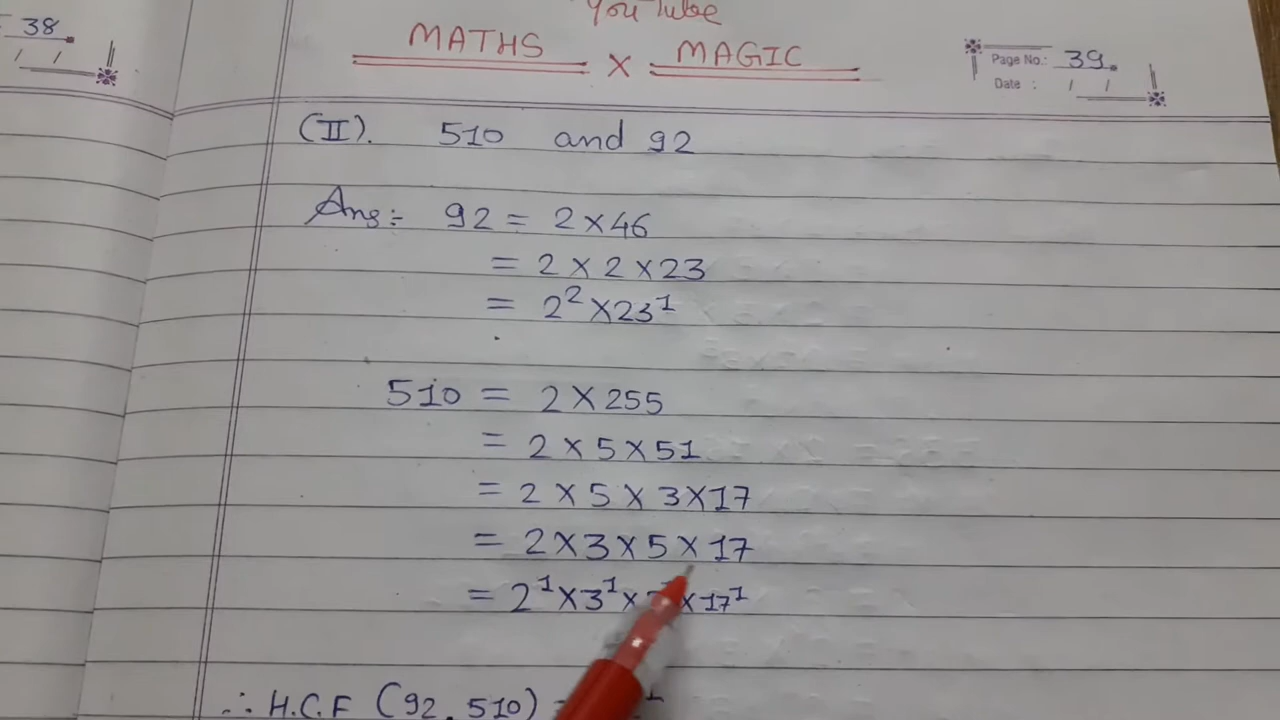 38.
/ /
YouTube
MATHS × MAGIC
Page No.: 39.
Date : / /
(II). 510 and 92
Ans:- 92 = 2 × 46
= 2 × 2 × 23
= 2² × 23¹
510 = 2 × 255
= 2 × 5 × 51
= 2 × 5 × 3 × 17
= 2 × 3 × 5 × 17
= 2¹ × 3¹ × × 17¹
∴ H.C.F (92, 510) =